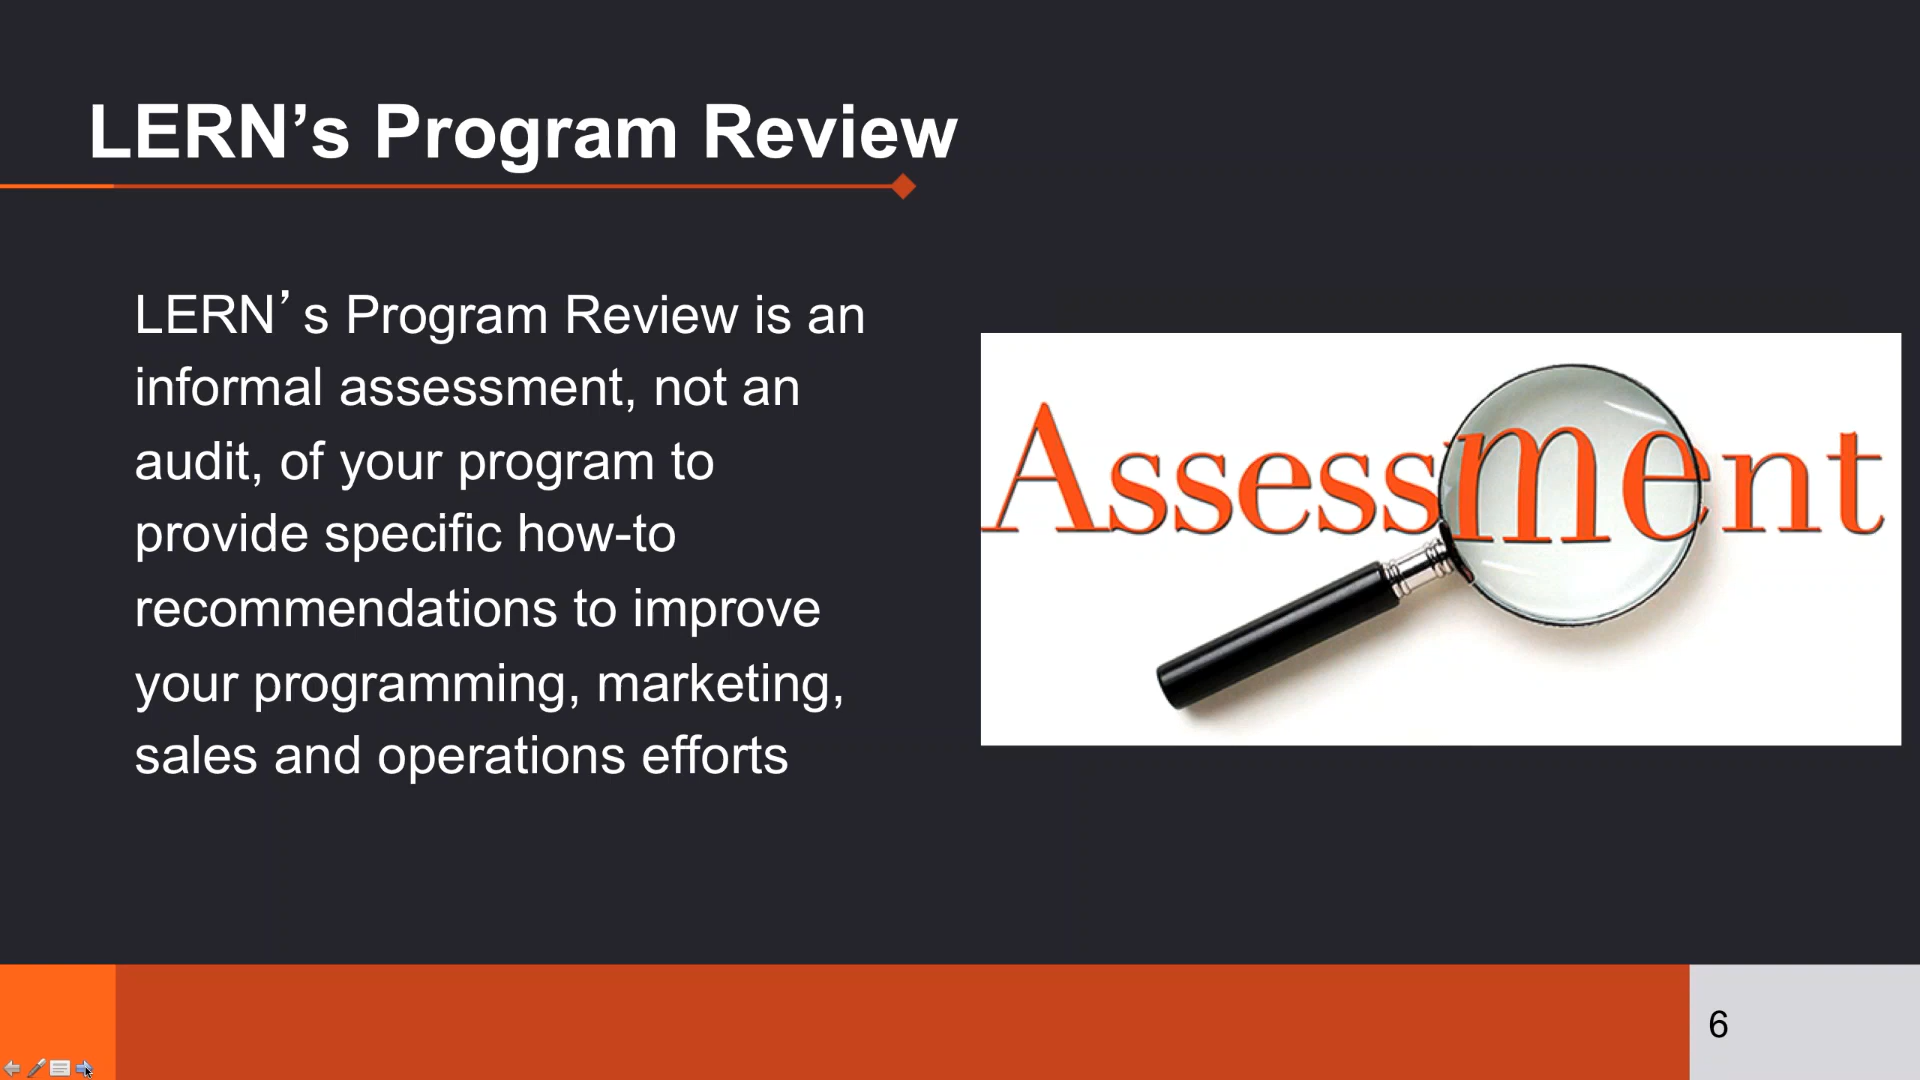 LERN’s Program Review
LERN’s Program Review is an
informal assessment, not an
audit, of your program to
provide specific how-to
recommendations to improve
your programming, marketing,
sales and operations efforts
Assessment
6